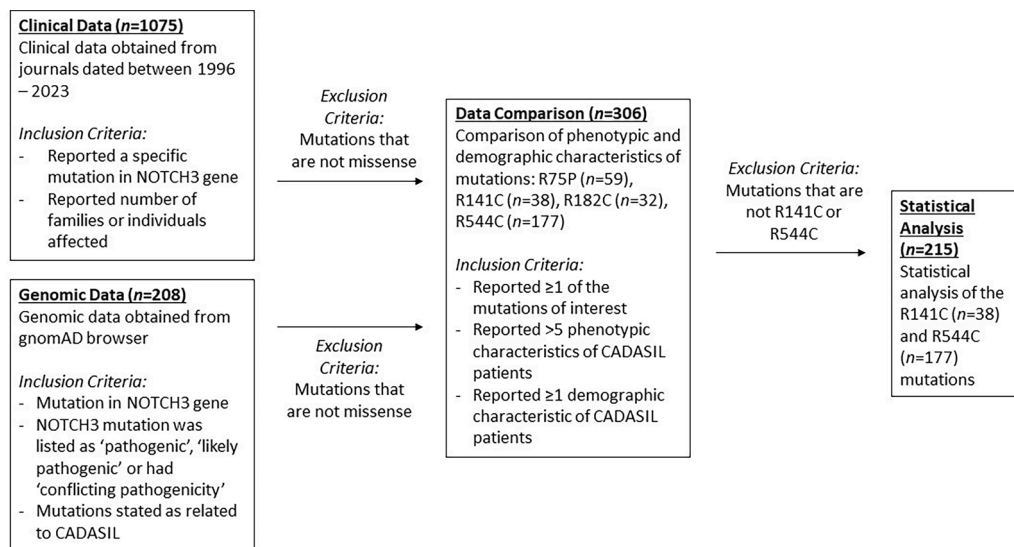 Clinical Data (n=1075)
Clinical data obtained from
journals dated between 1996
– 2023
Inclusion Criteria:
- Reported a specific
mutation in NOTCH3 gene
- Reported number of
families or individuals
affected
Genomic Data (n=208)
Genomic data obtained from
gnomAD browser
Inclusion Criteria:
- Mutation in NOTCH3 gene
- NOTCH3 mutation was
listed as ‘pathogenic’, ‘likely
pathogenic’ or had
‘conflicting pathogenicity’
- Mutations stated as related
to CADASIL
Exclusion
Criteria:
Mutations that
are not missense
Exclusion
Criteria:
Mutations that
are not missense
Data Comparison (n=306)
Comparison of phenotypic and
demographic characteristics of
mutations: R75P (n=59),
R141C (n=38), R182C (n=32),
R544C (n=177)
Inclusion Criteria:
- Reported ≥1 of the
mutations of interest
- Reported >5 phenotypic
characteristics of CADASIL
patients
- Reported ≥1 demographic
characteristic of CADASIL
patients
Exclusion Criteria:
Mutations that are
not R141C or
R544C
Statistical
Analysis
(n=215)
Statistical
analysis of the
R141C (n=38)
and R544C
(n=177)
mutations